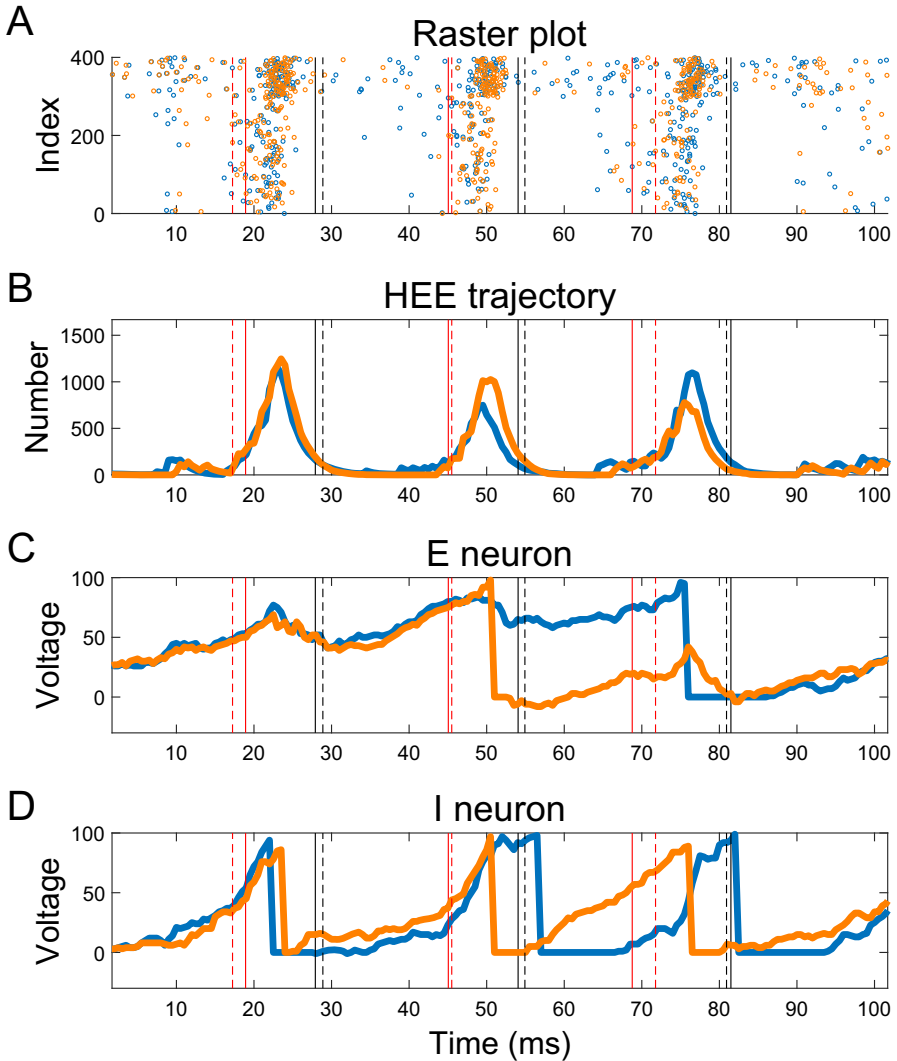 A
Raster plot
Index
400
200
0
10 20 30 40 50 60 70 80 90 100
B
HEE trajectory
Number
1500
1000
500
0
10 20 30 40 50 60 70 80 90 100
C
E neuron
Voltage
100
50
0
10 20 30 40 50 60 70 80 90 100
D
I neuron
Voltage
100
50
0
10 20 30 40 50 60 70 80 90 100
Time (ms)